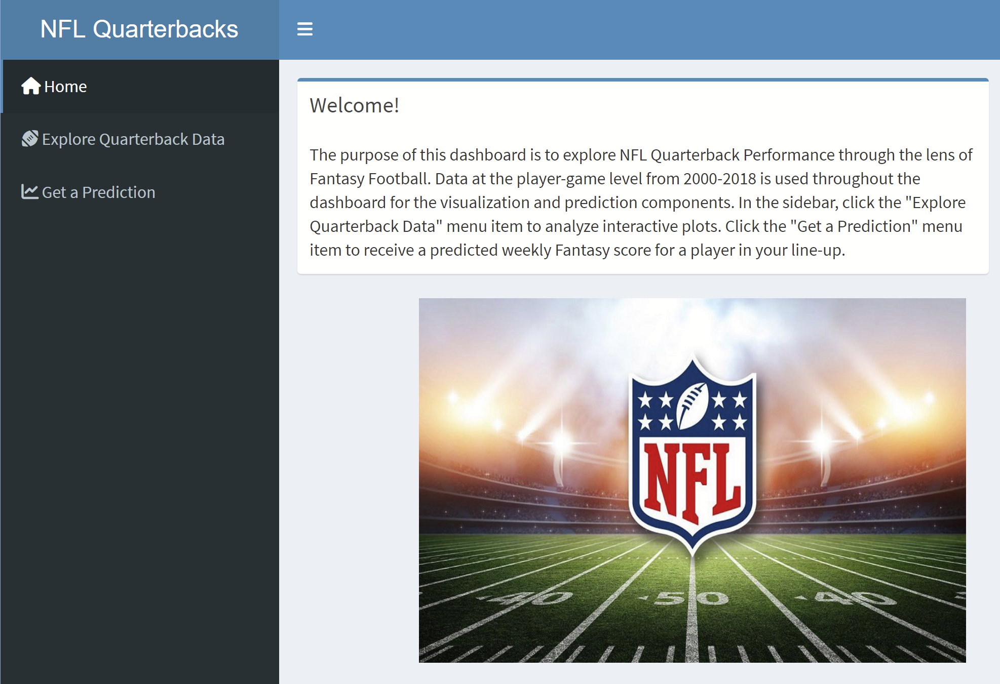 NFL Quarterbacks
Home
Explore Quarterback Data
Get a Prediction
Welcome!
The purpose of this dashboard is to explore NFL Quarterback Performance through the lens of
Fantasy Football. Data at the player-game level from 2000-2018 is used throughout the
dashboard for the visualization and prediction components. In the sidebar, click the "Explore
Quarterback Data" menu item to analyze interactive plots. Click the "Get a Prediction" menu
item to receive a predicted weekly Fantasy score for a player in your line-up.
NFL
40 50 40